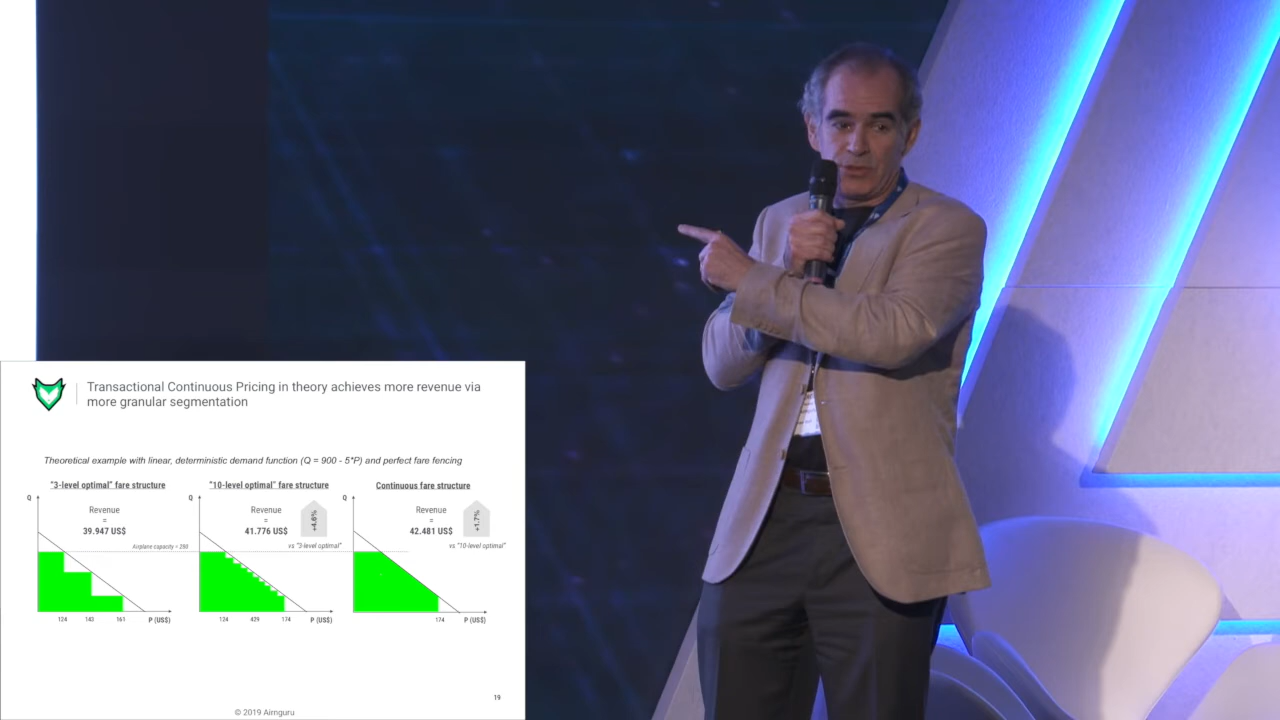 Transactional Continuous Pricing in theory achieves more revenue via
more granular segmentation
Theoretical example with linear, deterministic demand function (Q = 900 - 5*P) and perfect fare fencing
"3-level optimal" fare structure
Q
Revenue
=
39.947 US$
Airplane capacity = 280
124
143
161
P (US$)
"10-level optimal" fare structure
Q
Revenue
=
41.776 US$
+4.6%
vs "3-level optimal"
124
429
174
P (US$)
Continuous fare structure
Q
Revenue
=
42.481 US$
+1.7%
vs "10-level optimal"
174
P (US$)
19
© 2019 Airnguru